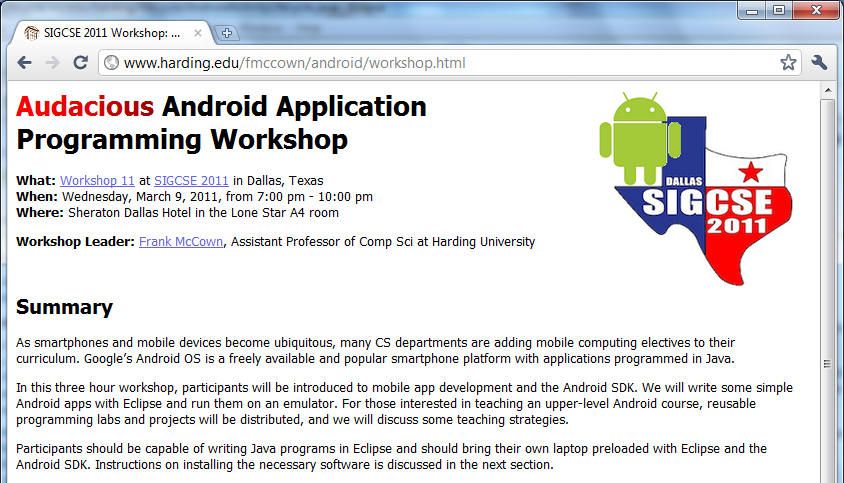 SIGCSE 2011 Workshop: ...
www.harding.edu/fmccown/android/workshop.html
Audacious Android Application
Programming Workshop
What: Workshop 11 at SIGCSE 2011 in Dallas, Texas
When: Wednesday, March 9, 2011, from 7:00 pm - 10:00 pm
Where: Sheraton Dallas Hotel in the Lone Star A4 room
Workshop Leader: Frank McCown, Assistant Professor of Comp Sci at Harding University
DALLAS
SIGCSE
2011
Summary
As smartphones and mobile devices become ubiquitous, many CS departments are adding mobile computing electives to their
curriculum. Google’s Android OS is a freely available and popular smartphone platform with applications programmed in Java.
In this three hour workshop, participants will be introduced to mobile app development and the Android SDK. We will write some simple
Android apps with Eclipse and run them on an emulator. For those interested in teaching an upper-level Android course, reusable
programming labs and projects will be distributed, and we will discuss some teaching strategies.
Participants should be capable of writing Java programs in Eclipse and should bring their own laptop preloaded with Eclipse and the
Android SDK. Instructions on installing the necessary software is discussed in the next section.